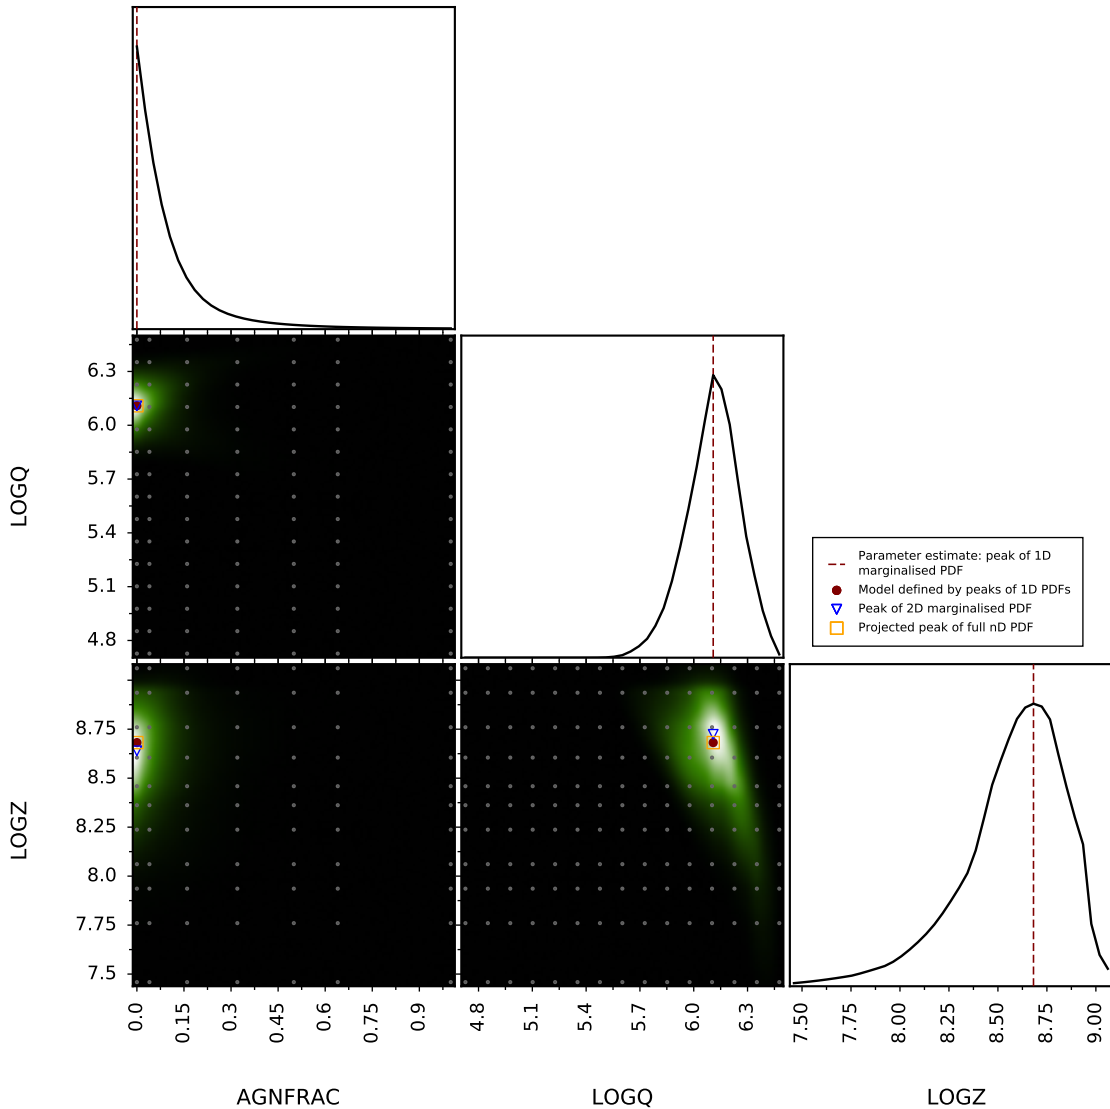 6.3
6.0
5.7
5.4
5.1
4.8
LOGQ
Parameter estimate: peak of 1D
marginalised PDF
Model defined by peaks of 1D PDFs
Peak of 2D marginalised PDF
Projected peak of full nD PDF
8.75
8.5
8.25
8.0
7.75
7.5
LOGZ
0.0 0.15 0.3 0.45 0.6 0.75 0.9
4.8 5.1 5.4 5.7 6.0 6.3
7.50 7.75 8.00 8.25 8.50 8.75 9.00
AGNFRAC LOGQ LOGZ